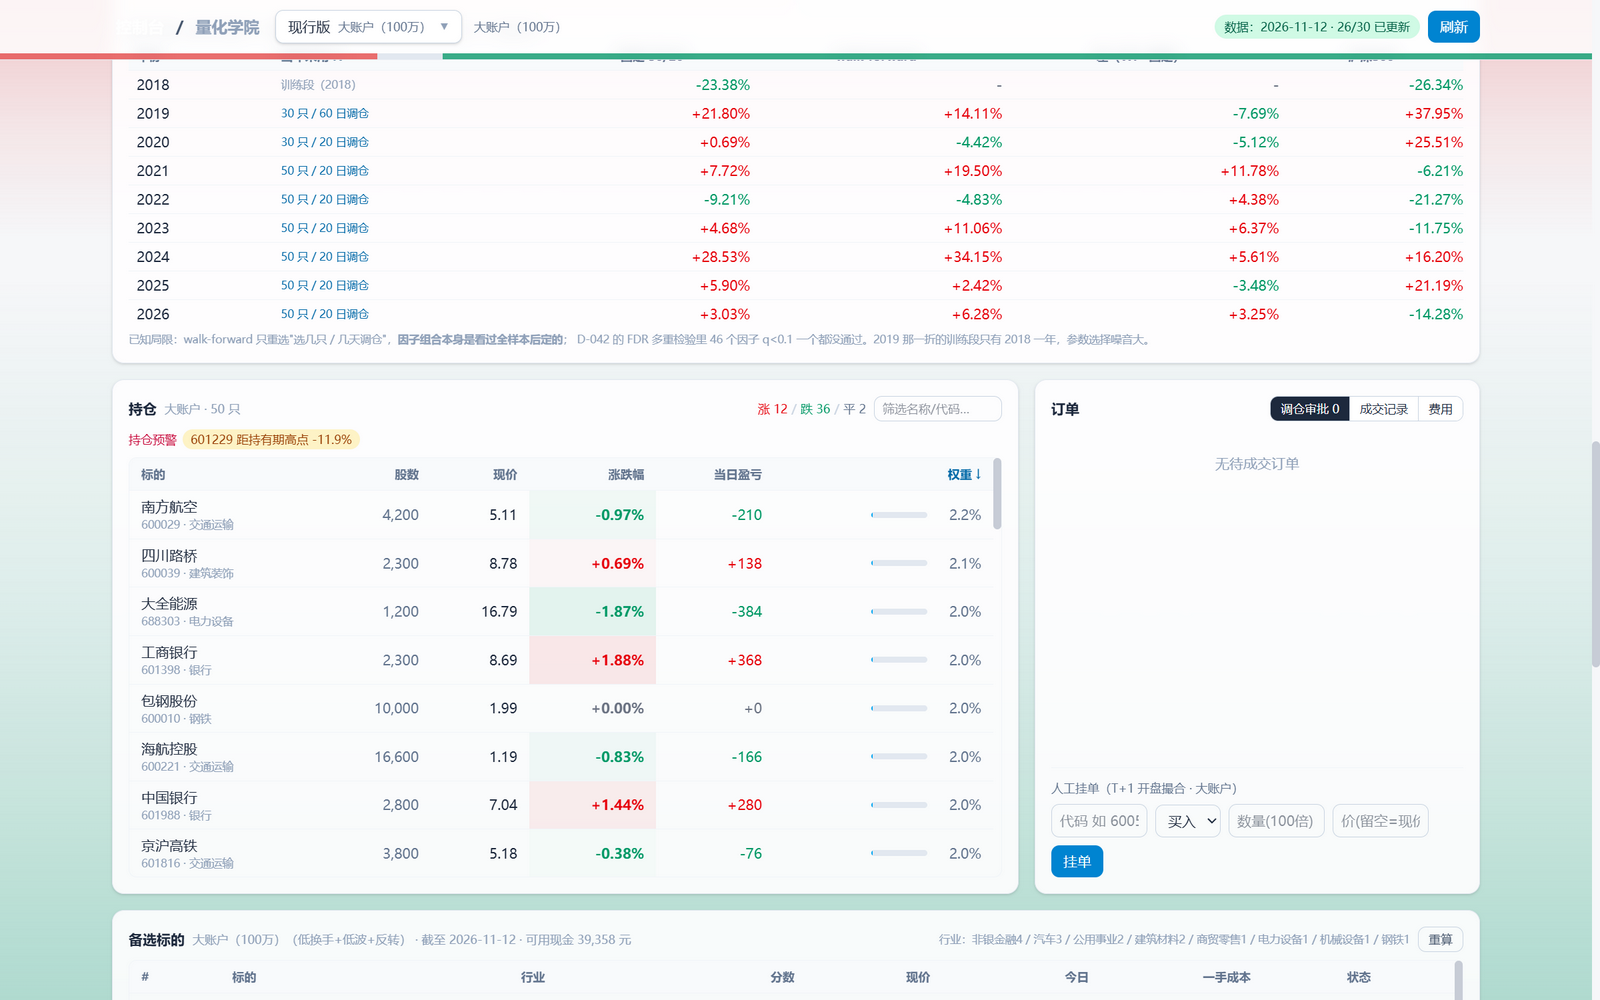 / 量化学院 现行版 大账户（100万） ▼ 大账户（100万） 数据：2026-11-12 · 26/30 已更新 刷新
2018 训练段（2018） -23.38% - - -26.34%
2019 30 只 / 60 日调仓 +21.80% +14.11% -7.69% +37.95%
2020 30 只 / 20 日调仓 +0.69% -4.42% -5.12% +25.51%
2021 50 只 / 20 日调仓 +7.72% +19.50% +11.78% -6.21%
2022 50 只 / 20 日调仓 -9.21% -4.83% +4.38% -21.27%
2023 50 只 / 20 日调仓 +4.68% +11.06% +6.37% -11.75%
2024 50 只 / 20 日调仓 +28.53% +34.15% +5.61% +16.20%
2025 50 只 / 20 日调仓 +5.90% +2.42% -3.48% +21.19%
2026 50 只 / 20 日调仓 +3.03% +6.28% +3.25% -14.28%
已知局限：walk-forward 只重选"选几只 / 几天调仓"，因子组合本身是看过全样本后定的； D-042 的 FDR 多重检验里 46 个因子 q<0.1 一个都没通过。2019 那一折的训练段只有 2018 一年，参数选择噪音大。
持仓 大账户 · 50 只 涨 12 / 跌 36 / 平 2 筛选名称/代码...
持仓预警 601229 距持有期高点 -11.9%
标的 股数 现价 涨跌幅 当日盈亏 权重 ↓
南方航空 4,200 5.11 -0.97% -210 2.2%
600029 · 交通运输
四川路桥 2,300 8.78 +0.69% +138 2.1%
600039 · 建筑装饰
大全能源 1,200 16.79 -1.87% -384 2.0%
688303 · 电力设备
工商银行 2,300 8.69 +1.88% +368 2.0%
601398 · 银行
包钢股份 10,000 1.99 +0.00% +0 2.0%
600010 · 钢铁
海航控股 16,600 1.19 -0.83% -166 2.0%
600221 · 交通运输
中国银行 2,800 7.04 +1.44% +280 2.0%
601988 · 银行
京沪高铁 3,800 5.18 -0.38% -76 2.0%
601816 · 交通运输
订单 调仓审批 0 成交记录 费用
无待成交订单
人工挂单（T+1 开盘撮合 · 大账户）
代码 如 600 买入 数量(100倍) 价(留空=现价
挂单
备选标的 大账户（100万）（低换手+低波+反转） · 截至 2026-11-12 · 可用现金 39,358 元 行业：非银金融4 / 汽车3 / 公用事业2 / 建筑材料2 / 商贸零售1 / 电力设备1 / 机械设备1 / 钢铁1 重算
# 标的 行业 分数 现价 今日 一手成本 状态